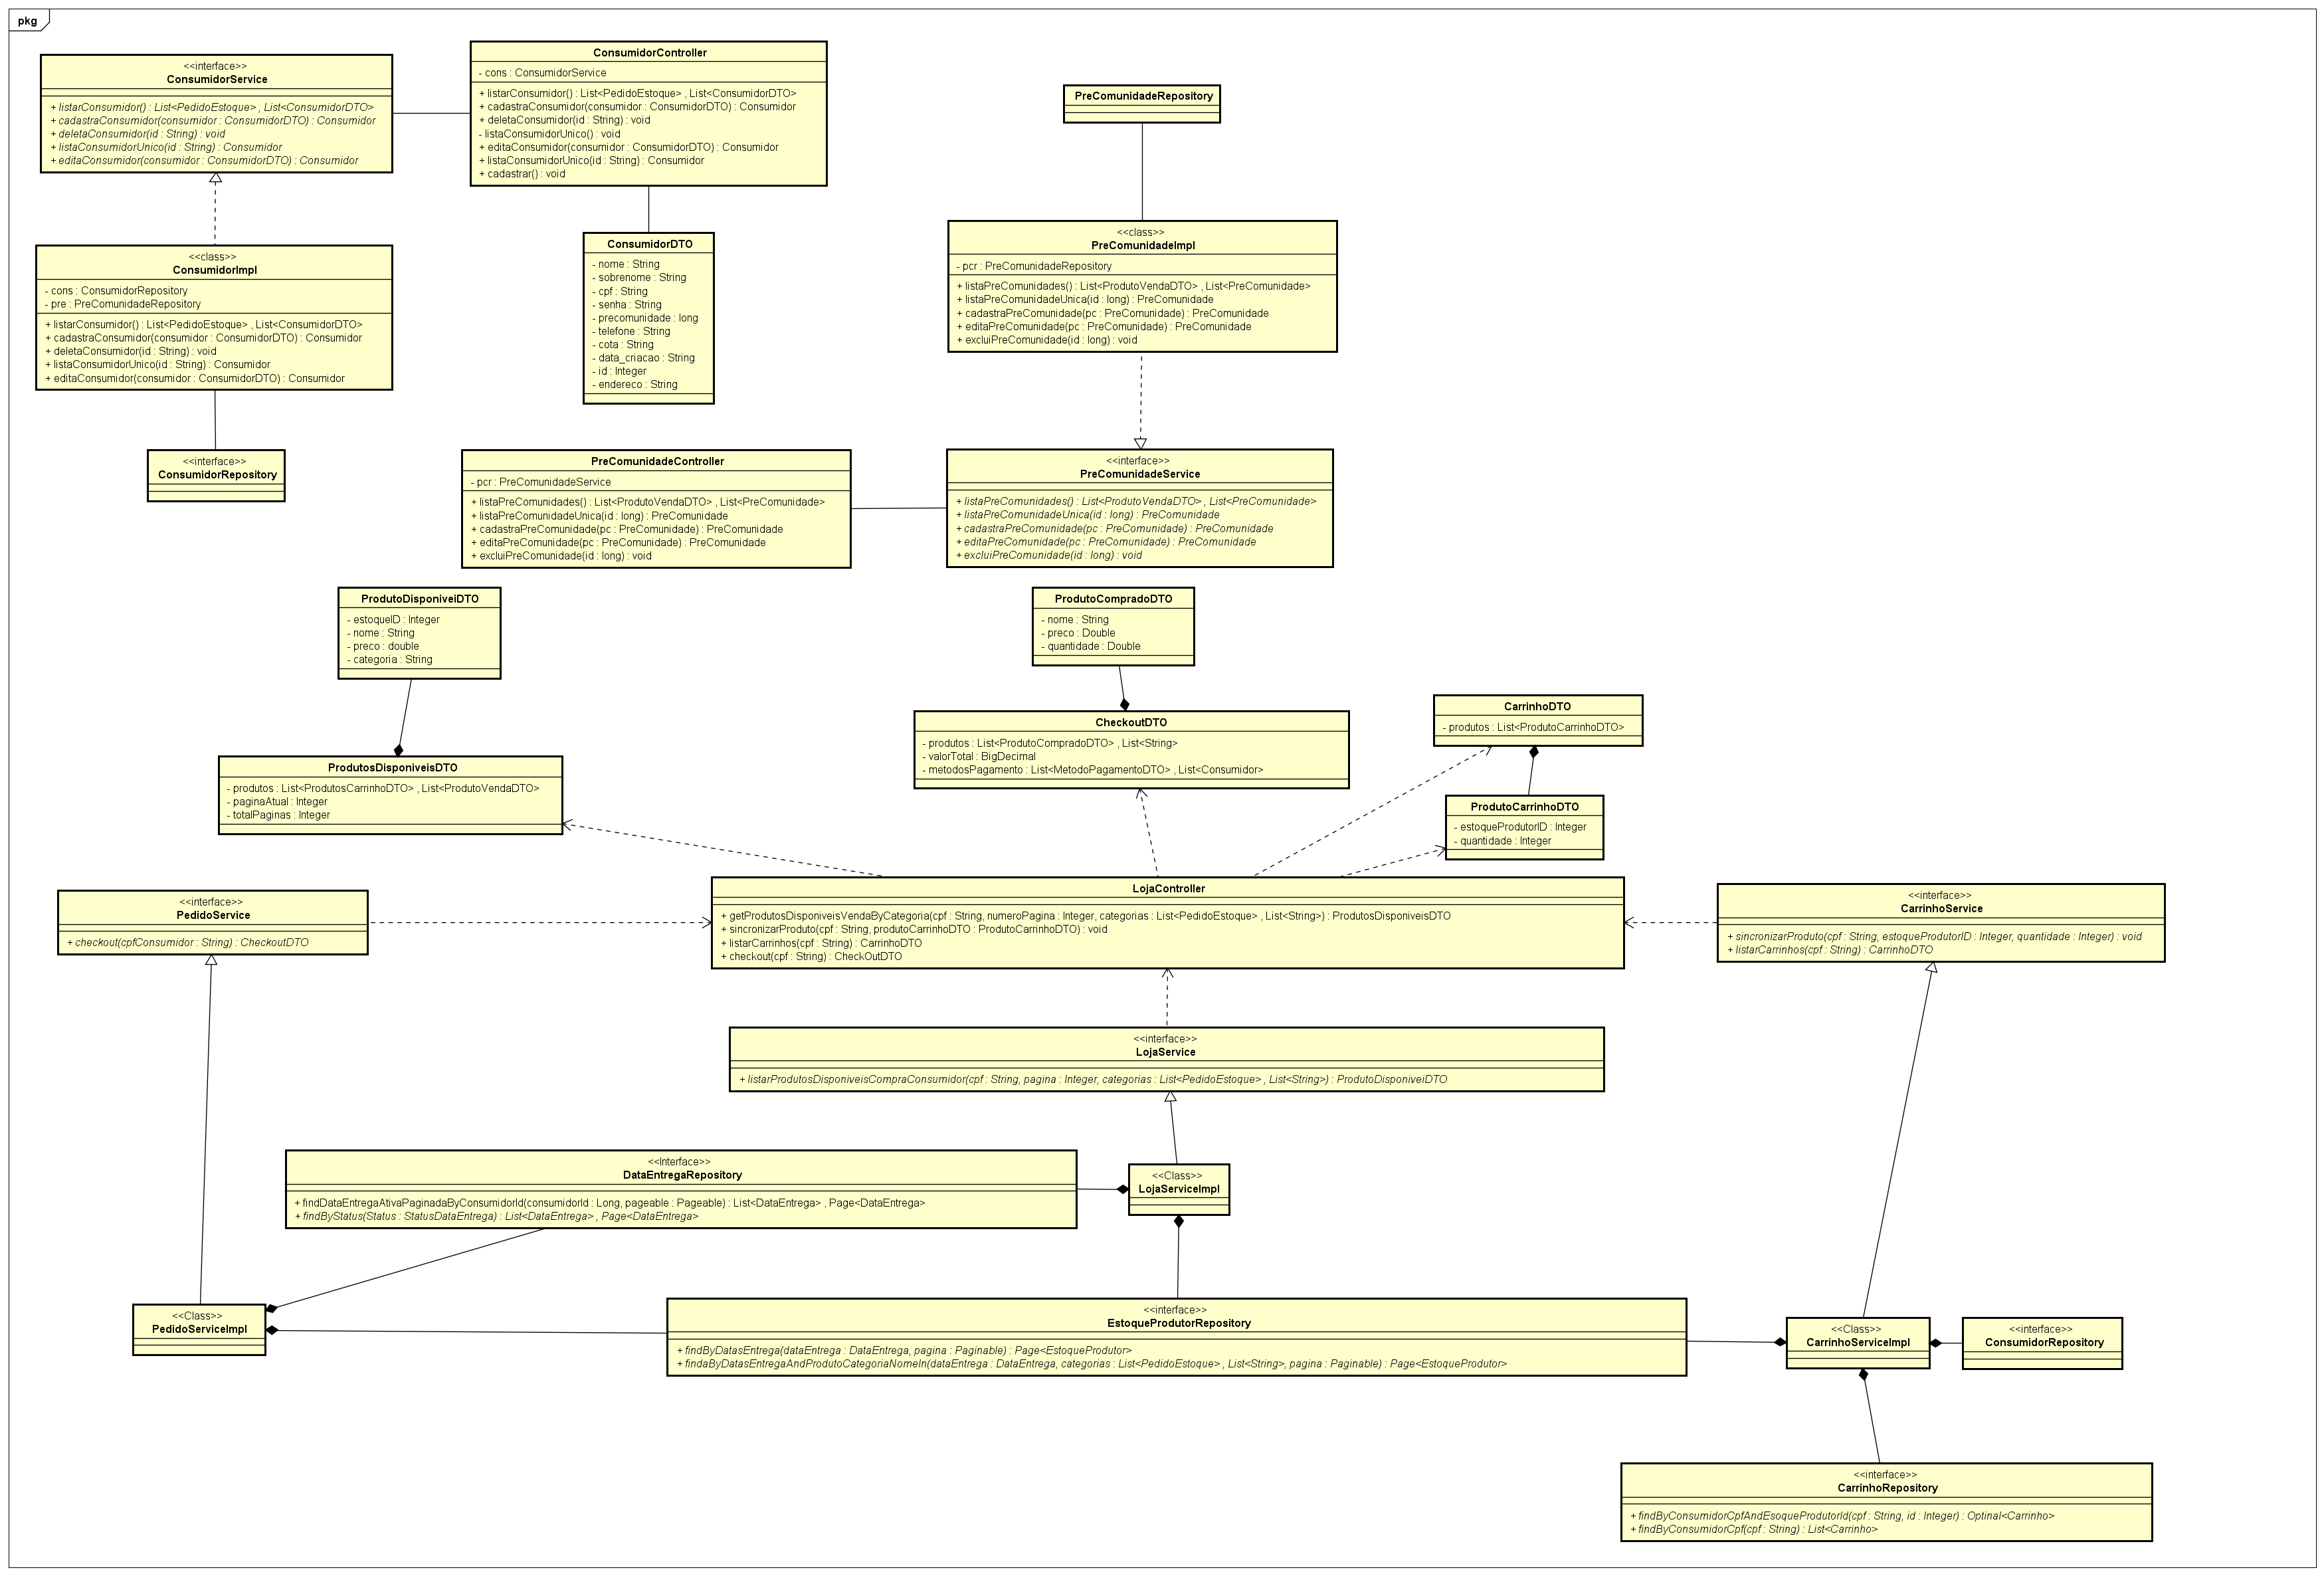 pkg
<<interface>>
ConsumidorService
+ listarConsumidor() : List<PedidoEstoque> , List<ConsumidorDTO>
+ cadastraConsumidor(consumidor : ConsumidorDTO) : Consumidor
+ deletaConsumidor(id : String) : void
+ listaConsumidorUnico(id : String) : Consumidor
+ editaConsumidor(consumidor : ConsumidorDTO) : Consumidor
ConsumidorController
- cons : ConsumidorService
+ listarConsumidor() : List<PedidoEstoque> , List<ConsumidorDTO>
+ cadastraConsumidor(consumidor : ConsumidorDTO) : Consumidor
+ deletaConsumidor(id : String) : void
- listaConsumidorUnico() : void
+ editaConsumidor(consumidor : ConsumidorDTO) : Consumidor
+ listaConsumidorUnico(id : String) : Consumidor
+ cadastrar() : void
PreComunidadeRepository
<<class>>
ConsumidorImpl
- cons : ConsumidorRepository
- pre : PreComunidadeRepository
+ listarConsumidor() : List<PedidoEstoque> , List<ConsumidorDTO>
+ cadastraConsumidor(consumidor : ConsumidorDTO) : Consumidor
+ deletaConsumidor(id : String) : void
+ listaConsumidorUnico(id : String) : Consumidor
+ editaConsumidor(consumidor : ConsumidorDTO) : Consumidor
ConsumidorDTO
- nome : String
- sobrenome : String
- cpf : String
- senha : String
- precomunidade : long
- telefone : String
- cota : String
- data_criacao : String
- id : Integer
- endereco : String
<<class>>
PreComunidadeImpl
- pcr : PreComunidadeRepository
+ listaPreComunidades() : List<ProdutoVendaDTO> , List<PreComunidade>
+ listaPreComunidadeUnica(id : long) : PreComunidade
+ cadastraPreComunidade(pc : PreComunidade) : PreComunidade
+ editaPreComunidade(pc : PreComunidade) : PreComunidade
+ excluiPreComunidade(id : long) : void
<<interface>>
ConsumidorRepository
PreComunidadeController
- pcr : PreComunidadeService
+ listaPreComunidades() : List<ProdutoVendaDTO> , List<PreComunidade>
+ listaPreComunidadeUnica(id : long) : PreComunidade
+ cadastraPreComunidade(pc : PreComunidade) : PreComunidade
+ editaPreComunidade(pc : PreComunidade) : PreComunidade
+ excluiPreComunidade(id : long) : void
<<interface>>
PreComunidadeService
+ listaPreComunidades() : List<ProdutoVendaDTO> , List<PreComunidade>
+ listaPreComunidadeUnica(id : long) : PreComunidade
+ cadastraPreComunidade(pc : PreComunidade) : PreComunidade
+ editaPreComunidade(pc : PreComunidade) : PreComunidade
+ excluiPreComunidade(id : long) : void
ProdutoDisponiveiDTO
- estoqueID : Integer
- nome : String
- preco : double
- categoria : String
ProdutoCompradoDTO
- nome : String
- preco : Double
- quantidade : Double
CarrinhoDTO
- produtos : List<ProdutoCarrinhoDTO>
CheckoutDTO
- produtos : List<ProdutoCompradoDTO> , List<String>
- valorTotal : BigDecimal
- metodosPagamento : List<MetodoPagamentoDTO> , List<Consumidor>
ProdutosDisponiveisDTO
- produtos : List<ProdutosCarrinhoDTO> , List<ProdutoVendaDTO>
- paginaAtual : Integer
- totalPaginas : Integer
ProdutoCarrinhoDTO
- estoqueProdutorID : Integer
- quantidade : Integer
<<interface>>
PedidoService
+ checkout(cpfConsumidor : String) : CheckoutDTO
LojaController
+ getProdutosDisponiveisVendaByCategoria(cpf : String, numeroPagina : Integer, categorias : List<PedidoEstoque> , List<String>) : ProdutosDisponiveisDTO
+ sincronizarProduto(cpf : String, produtoCarrinhoDTO : ProdutoCarrinhoDTO) : void
+ listarCarrinhos(cpf : String) : CarrinhoDTO
+ checkout(cpf : String) : CheckOutDTO
<<interface>>
CarrinhoService
+ sincronizarProduto(cpf : String, estoqueProdutorID : Integer, quantidade : Integer) : void
+ listarCarrinhos(cpf : String) : CarrinhoDTO
<<interface>>
LojaService
+ listarProdutosDisponiveisCompraConsumidor(cpf : String, pagina : Integer, categorias : List<PedidoEstoque> , List<String>) : ProdutoDisponiveiDTO
<<Interface>>
DataEntregaRepository
+ findDataEntregaAtivaPaginadaByConsumidorId(consumidorId : Long, pageable : Pageable) : List<DataEntrega> , Page<DataEntrega>
+ findByStatus(Status : StatusDataEntrega) : List<DataEntrega> , Page<DataEntrega>
<<Class>>
LojaServiceImpl
<<Class>>
PedidoServiceImpl
<<interface>>
EstoqueProdutorRepository
+ findByDatasEntrega(dataEntrega : DataEntrega, pagina : Paginable) : Page<EstoqueProdutor>
+ findaByDatasEntregaAndProdutoCategoriaNomeIn(dataEntrega : DataEntrega, categorias : List<PedidoEstoque> , List<String>, pagina : Paginable) : Page<EstoqueProdutor>
<<Class>>
CarrinhoServiceImpl
<<interface>>
ConsumidorRepository
<<interface>>
CarrinhoRepository
+ findByConsumidorCpfAndEsoqueProdutorId(cpf : String, id : Integer) : Optinal<Carrinho>
+ findByConsumidorCpf(cpf : String) : List<Carrinho>